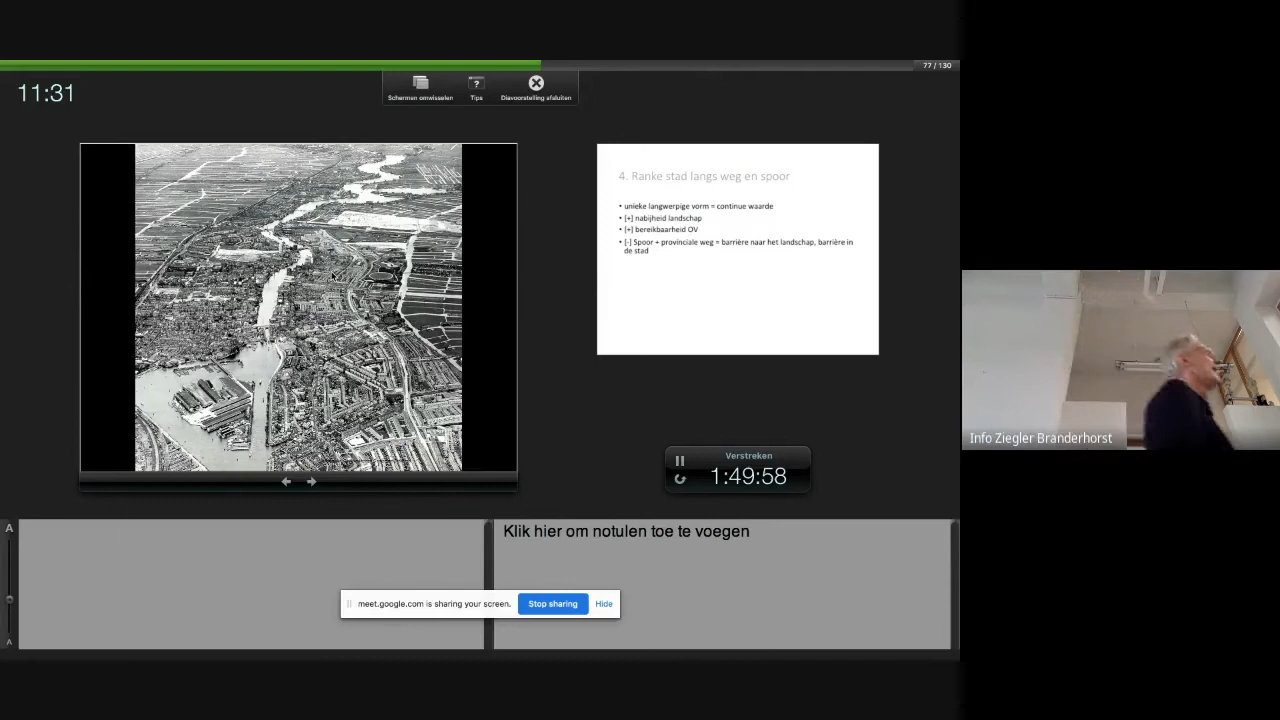 77 / 130
11:31
Schermen omwisselen
Tips
Diavoorstelling afsluiten
4. Ranke stad langs weg en spoor
• unieke langwerpige vorm = continue waarde
• [+] nabijheid landschap
• [+] bereikbaarheid OV
• [-] Spoor + provinciale weg = barrière naar het landschap, barrière in
de stad
Info Ziegler Branderhorst
Verstreken
1:49:58
A
Klik hier om notulen toe te voegen
meet.google.com is sharing your screen.
Stop sharing
Hide
A